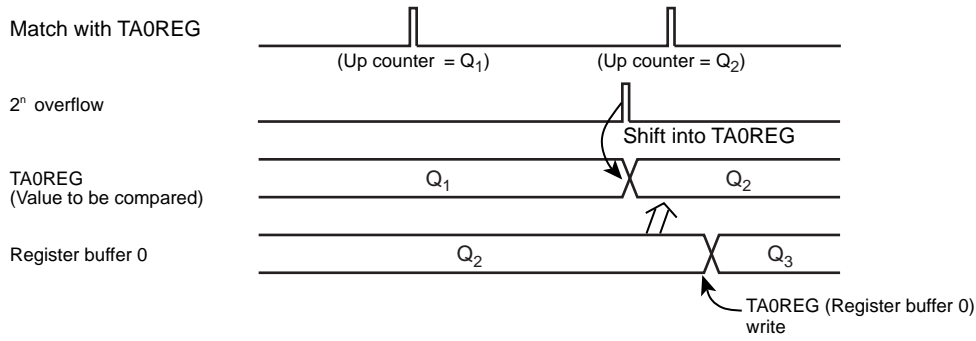 Match with TA0REG
(Up counter = Q₁)
(Up counter = Q₂)
2ⁿ overflow
Shift into TA0REG
TA0REG
(Value to be compared)
Q₁
Q₂
Register buffer 0
Q₂
Q₃
TA0REG (Register buffer 0)
write